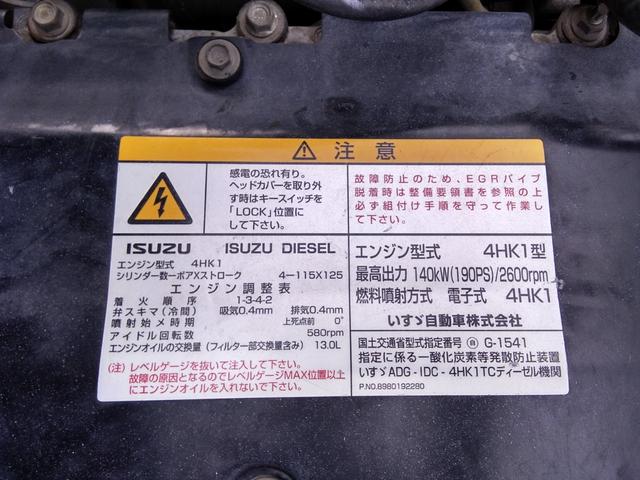 ⚠ 注意
感電の恐れ有り。
ヘッドカバーを取り外
す時はキースイッチを
「LOCK」位置に
して下さい。
故障防止のため、EGRパイプ
脱着時は整備要領書を参照の上
必ず組付け手順を守って作業し
て下さい。
ISUZU ISUZU DIESEL
エンジン型式 4HK1
シリンダ数ーボアXストローク 4-115X125
エンジン調整表
着火順序 1-3-4-2
弁スキマ(冷間) 吸気0.4mm 排気0.4mm
噴射始メ時期 上死点前 0°
アイドル回転数 580rpm
エンジンオイルの交換量(フィルター部交換量含み) 13.0L
(注)レベルゲージを抜いて注入して下さい。
故障の原因となるのでレベルゲージMAX位置以上
にエンジンオイルを入れないで下さい。
エンジン型式 4HK1型
最高出力 140kW(190PS)/2600rpm
燃料噴射方式 電子式 4HK1
いすゞ自動車株式会社
国土交通省型式指定番号 G-1541
指定に係る一酸化炭素等発散防止装置
いすゞADG-IDC-4HK1TCディーゼル機関
P.NO.8980192280